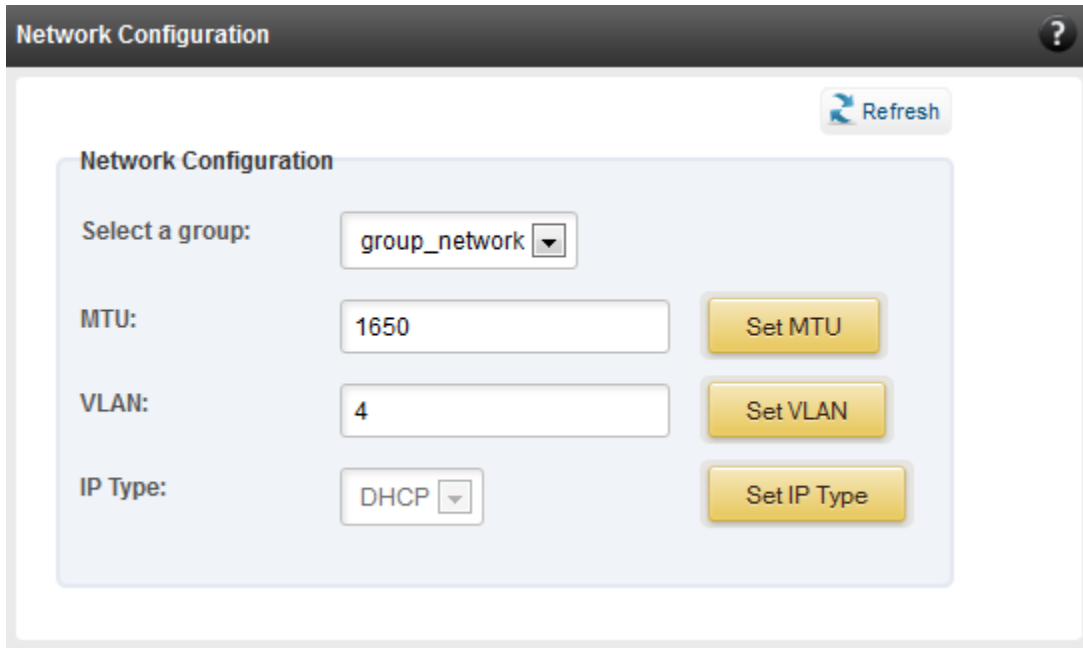 Network Configuration ?
Refresh
Network Configuration
Select a group: group_network
MTU: 1650 Set MTU
VLAN: 4 Set VLAN
IP Type: DHCP Set IP Type